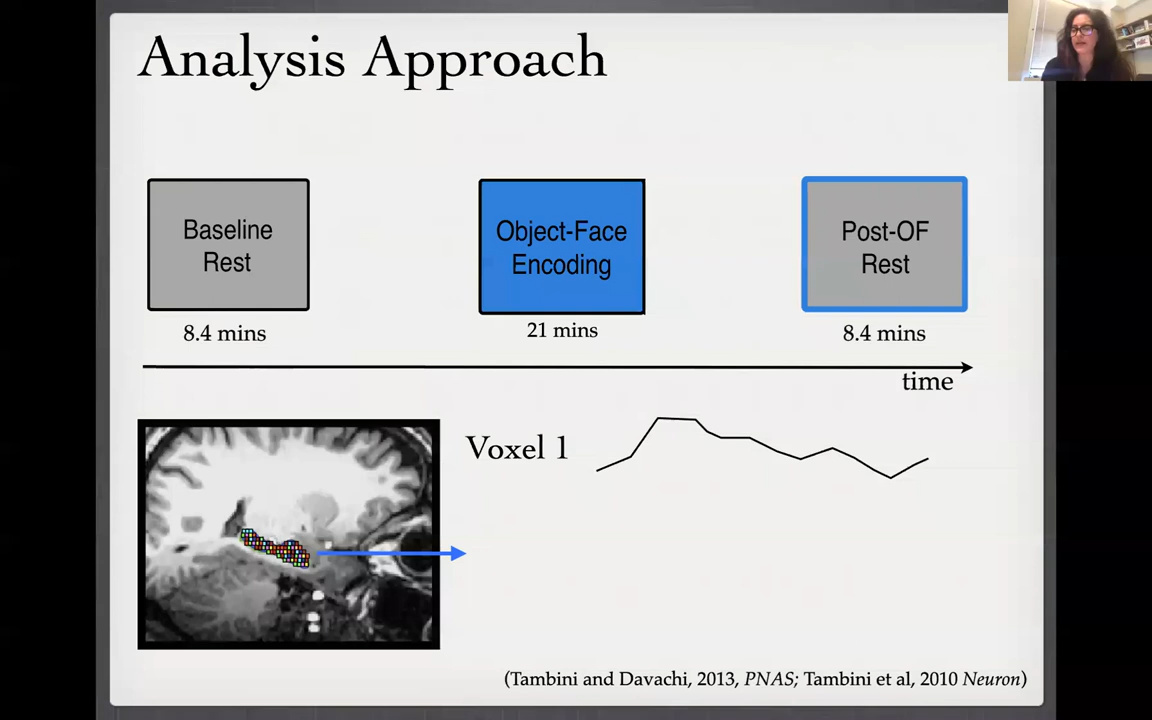 Analysis Approach
Baseline
Rest
Object-Face
Encoding
Post-OF
Rest
8.4 mins
21 mins
8.4 mins
time
Voxel 1
(Tambini and Davachi, 2013, PNAS; Tambini et al, 2010 Neuron)